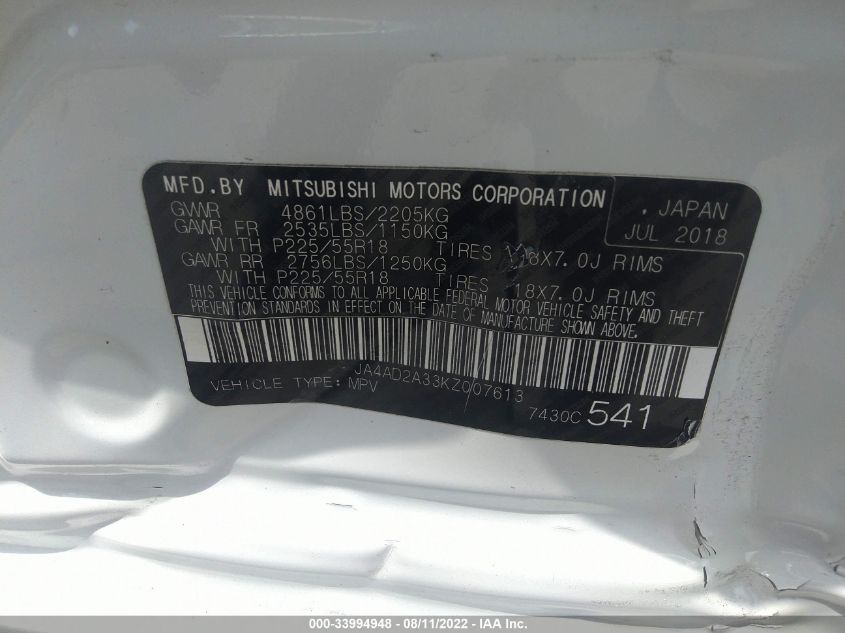 MFD.BY MITSUBISHI MOTORS CORPORATION
. JAPAN
JUL 2018
GVWR 4861LBS/2205KG
GAWR FR 2535LBS/1150KG
WITH P225/55R18 TIRES 18X7.0J RIMS
GAWR RR 2756LBS/1250KG
WITH P225/55R18 TIRES 18X7.0J RIMS
THIS VEHICLE CONFORMS TO ALL APPLICABLE FEDERAL MOTOR VEHICLE SAFETY AND THEFT
PREVENTION STANDARDS IN EFFECT ON THE DATE OF MANUFACTURE SHOWN ABOVE.
JA4AD2A33KZ007613
VEHICLE TYPE: MPV
7430C 541
000-33994948 - 08/11/2022 - IAA Inc.